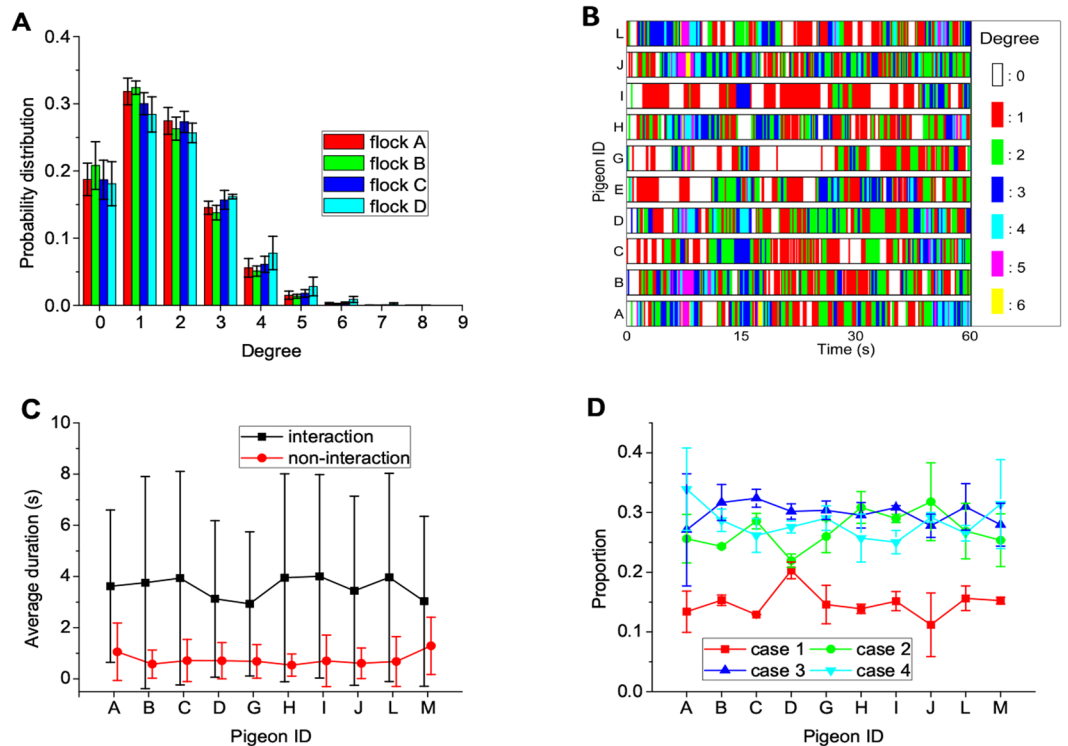 A
Probability distribution
0.4
0.3
0.2
0.1
0.0
flock A
flock B
flock C
flock D
0 1 2 3 4 5 6 7 8 9
Degree
B
Pigeon ID
L
J
I
H
G
E
D
C
B
A
0 15 30 60
Time (s)
Degree
: 0
: 1
: 2
: 3
: 4
: 5
: 6
C
Average duration (s)
10
8
6
4
2
0
interaction
non-interaction
A B C D G H I J L M
Pigeon ID
D
Proportion
0.4
0.3
0.2
0.1
0.0
case 1 case 2
case 3 case 4
A B C D G H I J L M
Pigeon ID